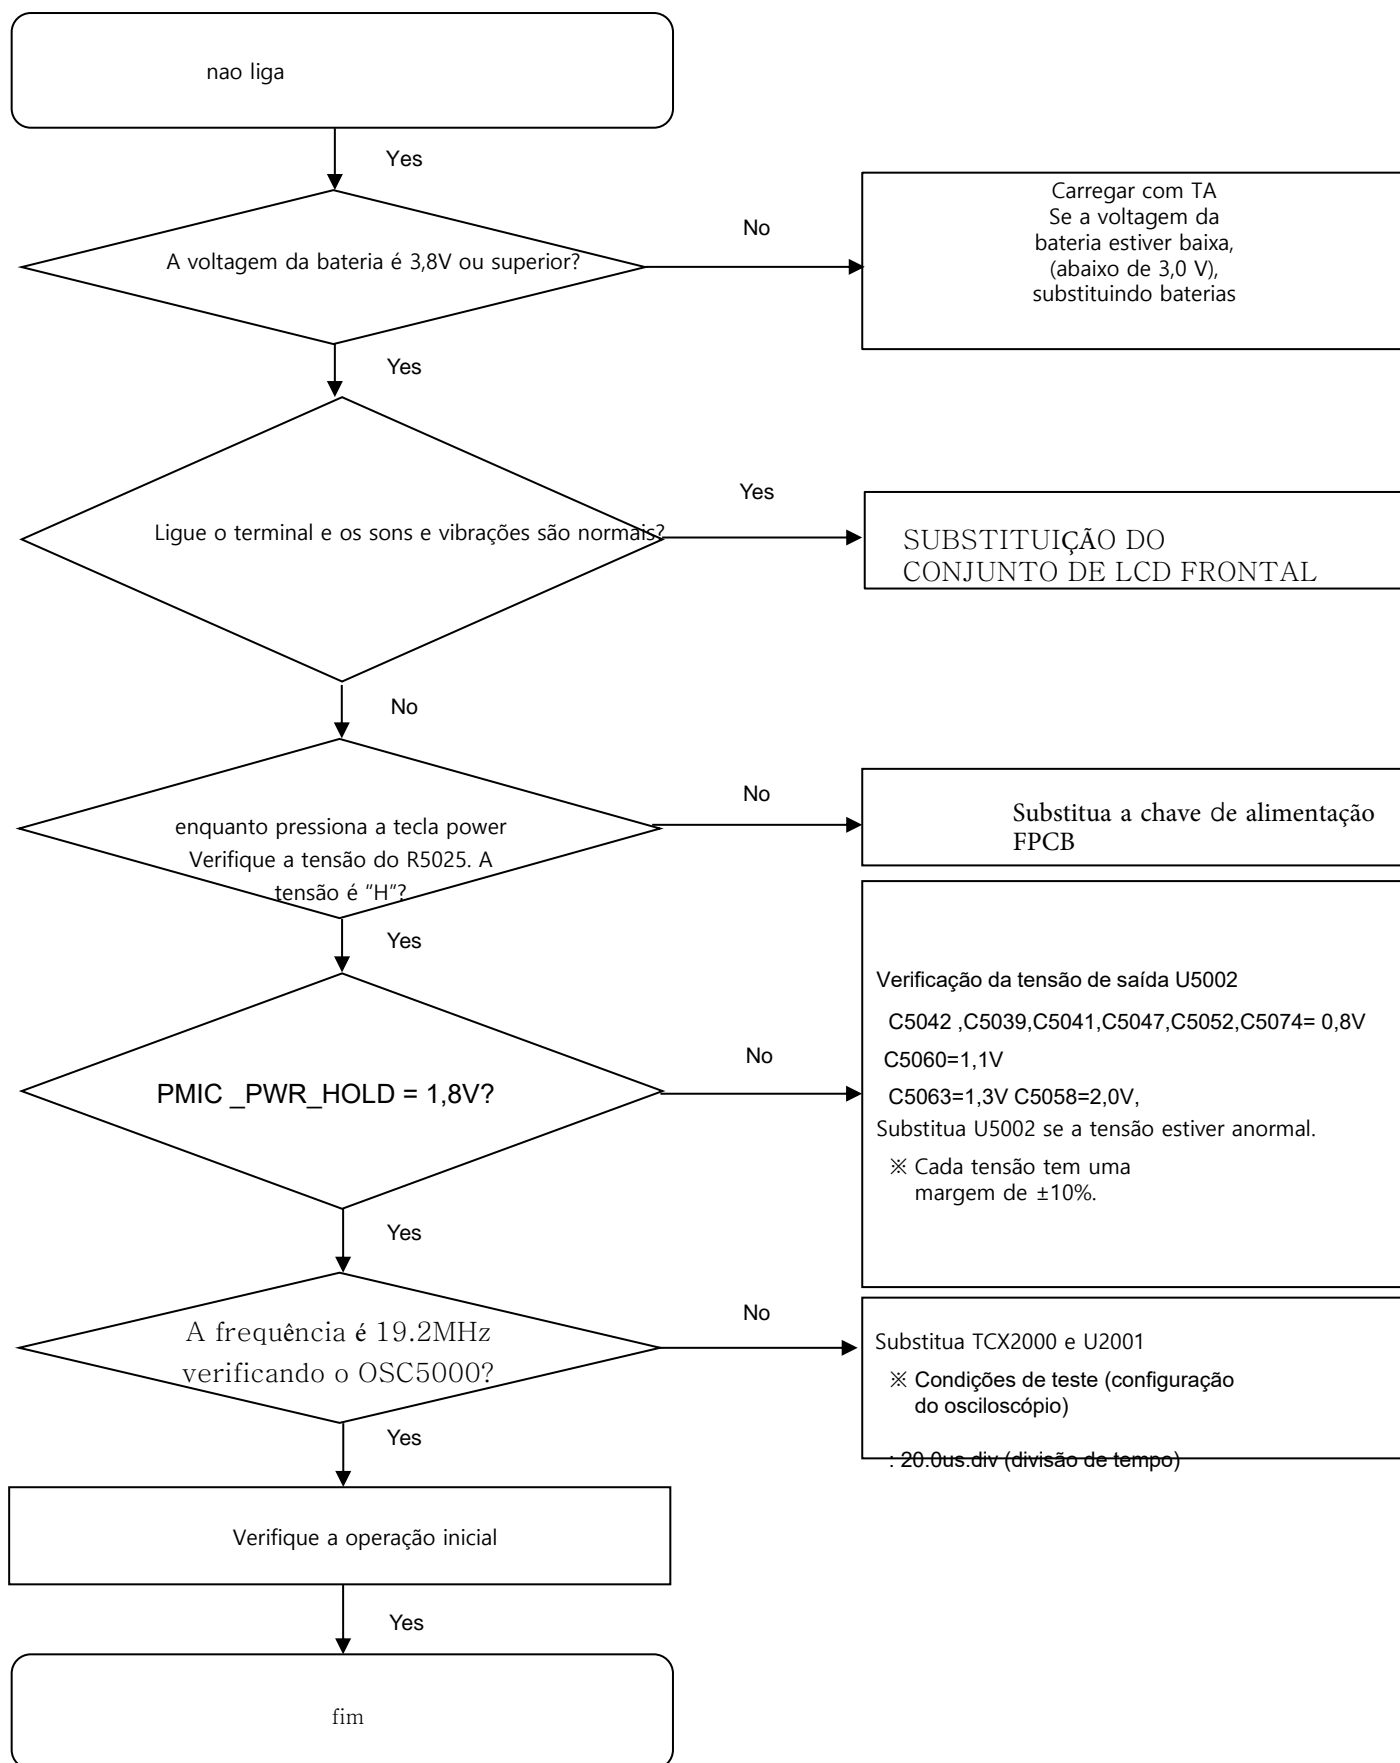 nao liga
Yes
A voltagem da bateria é 3,8V ou superior?
No
Carregar com TA
Se a voltagem da
bateria estiver baixa,
(abaixo de 3,0 V),
substituindo baterias
Yes
Ligue o terminal e os sons e vibrações são normais?
Yes
SUBSTITUIÇÃO DO
CONJUNTO DE LCD FRONTAL
No
enquanto pressiona a tecla power
Verifique a tensão do R5025. A
tensão é "H"?
No
Substitua a chave de alimentação
FPCB
Yes
PMIC _PWR_HOLD = 1,8V?
No
Verificação da tensão de saída U5002
C5042 ,C5039,C5041,C5047,C5052,C5074= 0,8V
C5060=1,1V
C5063=1,3V C5058=2,0V,
Substitua U5002 se a tensão estiver anormal.
※ Cada tensão tem uma
margem de ±10%.
Yes
A frequência é 19.2MHz
verificando o OSC5000?
No
Substitua TCX2000 e U2001
※ Condições de teste (configuração
do osciloscópio)
: 20.0us.div (divisão de tempo)
Yes
Verifique a operação inicial
Yes
fim